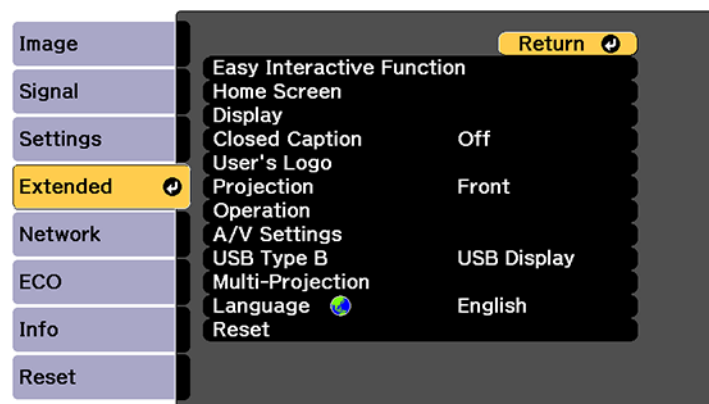 Image
Signal
Settings
Extended
Network
ECO
Info
Reset
Return
Easy Interactive Function
Home Screen
Display
Closed Caption Off
User's Logo
Projection Front
Operation
A/V Settings
USB Type B USB Display
Multi-Projection
Language English
Reset